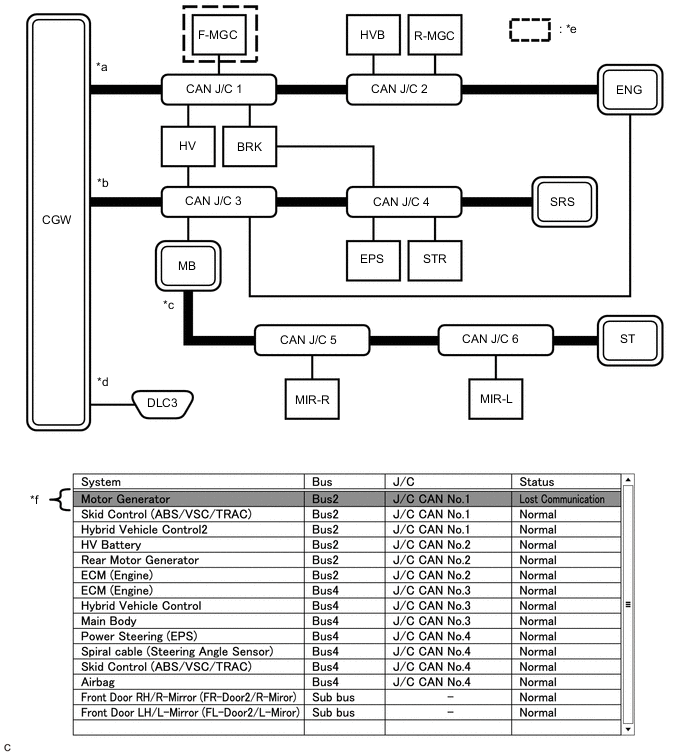 F-MGC
HVB
R-MGC
: *e
*a
CAN J/C 1
CAN J/C 2
ENG
HV
BRK
*b
CGW
CAN J/C 3
CAN J/C 4
SRS
MB
EPS
STR
*c
CAN J/C 5
CAN J/C 6
ST
*d
DLC3
MIR-R
MIR-L
*f
System Bus J/C Status
Motor Generator Bus2 J/C CAN No.1 Lost Communication
Skid Control (ABS/VSC/TRAC) Bus2 J/C CAN No.1 Normal
Hybrid Vehicle Control2 Bus2 J/C CAN No.1 Normal
HV Battery Bus2 J/C CAN No.2 Normal
Rear Motor Generator Bus2 J/C CAN No.2 Normal
ECM (Engine) Bus2 J/C CAN No.2 Normal
ECM (Engine) Bus4 J/C CAN No.3 Normal
Hybrid Vehicle Control Bus4 J/C CAN No.3 Normal
Main Body Bus4 J/C CAN No.3 Normal
Power Steering (EPS) Bus4 J/C CAN No.4 Normal
Spiral cable (Steering Angle Sensor) Bus4 J/C CAN No.4 Normal
Skid Control (ABS/VSC/TRAC) Bus4 J/C CAN No.4 Normal
Airbag Bus4 J/C CAN No.4 Normal
Front Door RH/R-Mirror (FR-Door2/R-Miror) Sub bus – Normal
Front Door LH/L-Mirror (FL-Door2/L-Miror) Sub bus – Normal
C